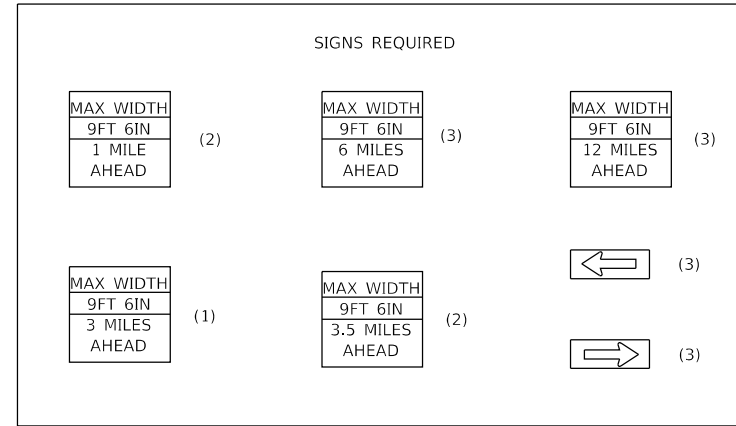 SIGNS REQUIRED
MAX WIDTH
9FT 6IN
1 MILE
AHEAD
(2)
MAX WIDTH
9FT 6IN
6 MILES
AHEAD
(3)
MAX WIDTH
9FT 6IN
12 MILES
AHEAD
(3)
MAX WIDTH
9FT 6IN
3 MILES
AHEAD
(1)
MAX WIDTH
9FT 6IN
3.5 MILES
AHEAD
(2)
(3)
(3)